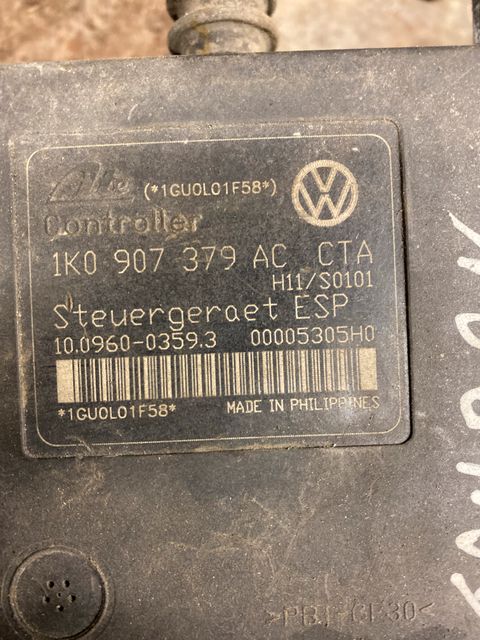 Ate (*1GU0L01F58*)
Controller
1K0 907 379 AC CTA
H11/S0101
Steuergeraet ESP
10.0960-0359.3 00005305H0
*1GU0L01F58* MADE IN PHILIPPINES
>PBT-GF30<